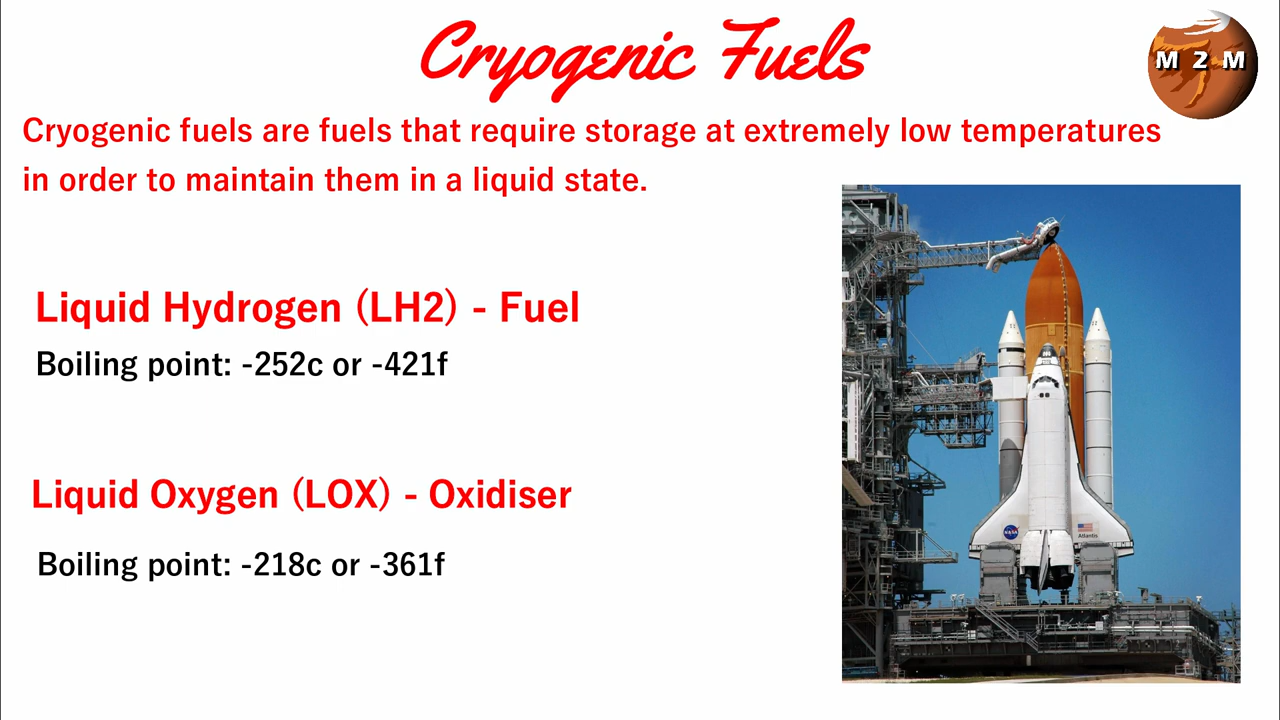 Cryogenic Fuels
M 2 M
Cryogenic fuels are fuels that require storage at extremely low temperatures
in order to maintain them in a liquid state.
Liquid Hydrogen (LH2) - Fuel
Boiling point: -252c or -421f
Liquid Oxygen (LOX) - Oxidiser
Boiling point: -218c or -361f
NASA
Atlantis